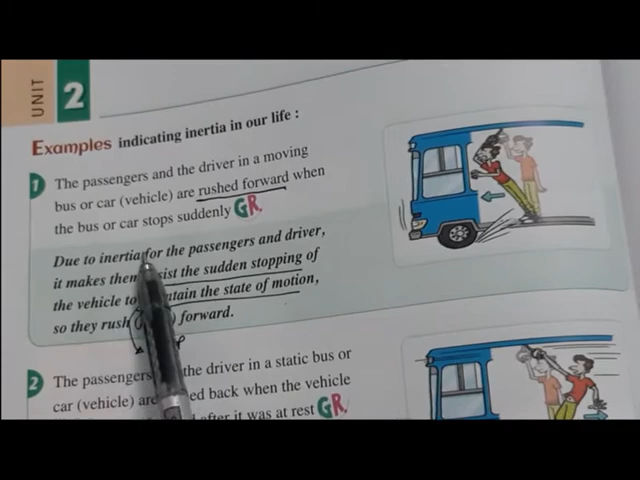 UNIT
2
Examples indicating inertia in our life :
1 The passengers and the driver in a moving
bus or car (vehicle) are rushed forward when
the bus or car stops suddenly GR.
Due to inertia for the passengers and driver,
it makes them the sudden stopping of
the vehicle to the state of motion,
so they rush forward.
2 The passengers the driver in a static bus or
car (vehicle) are back when the vehicle
after it was at rest GR.